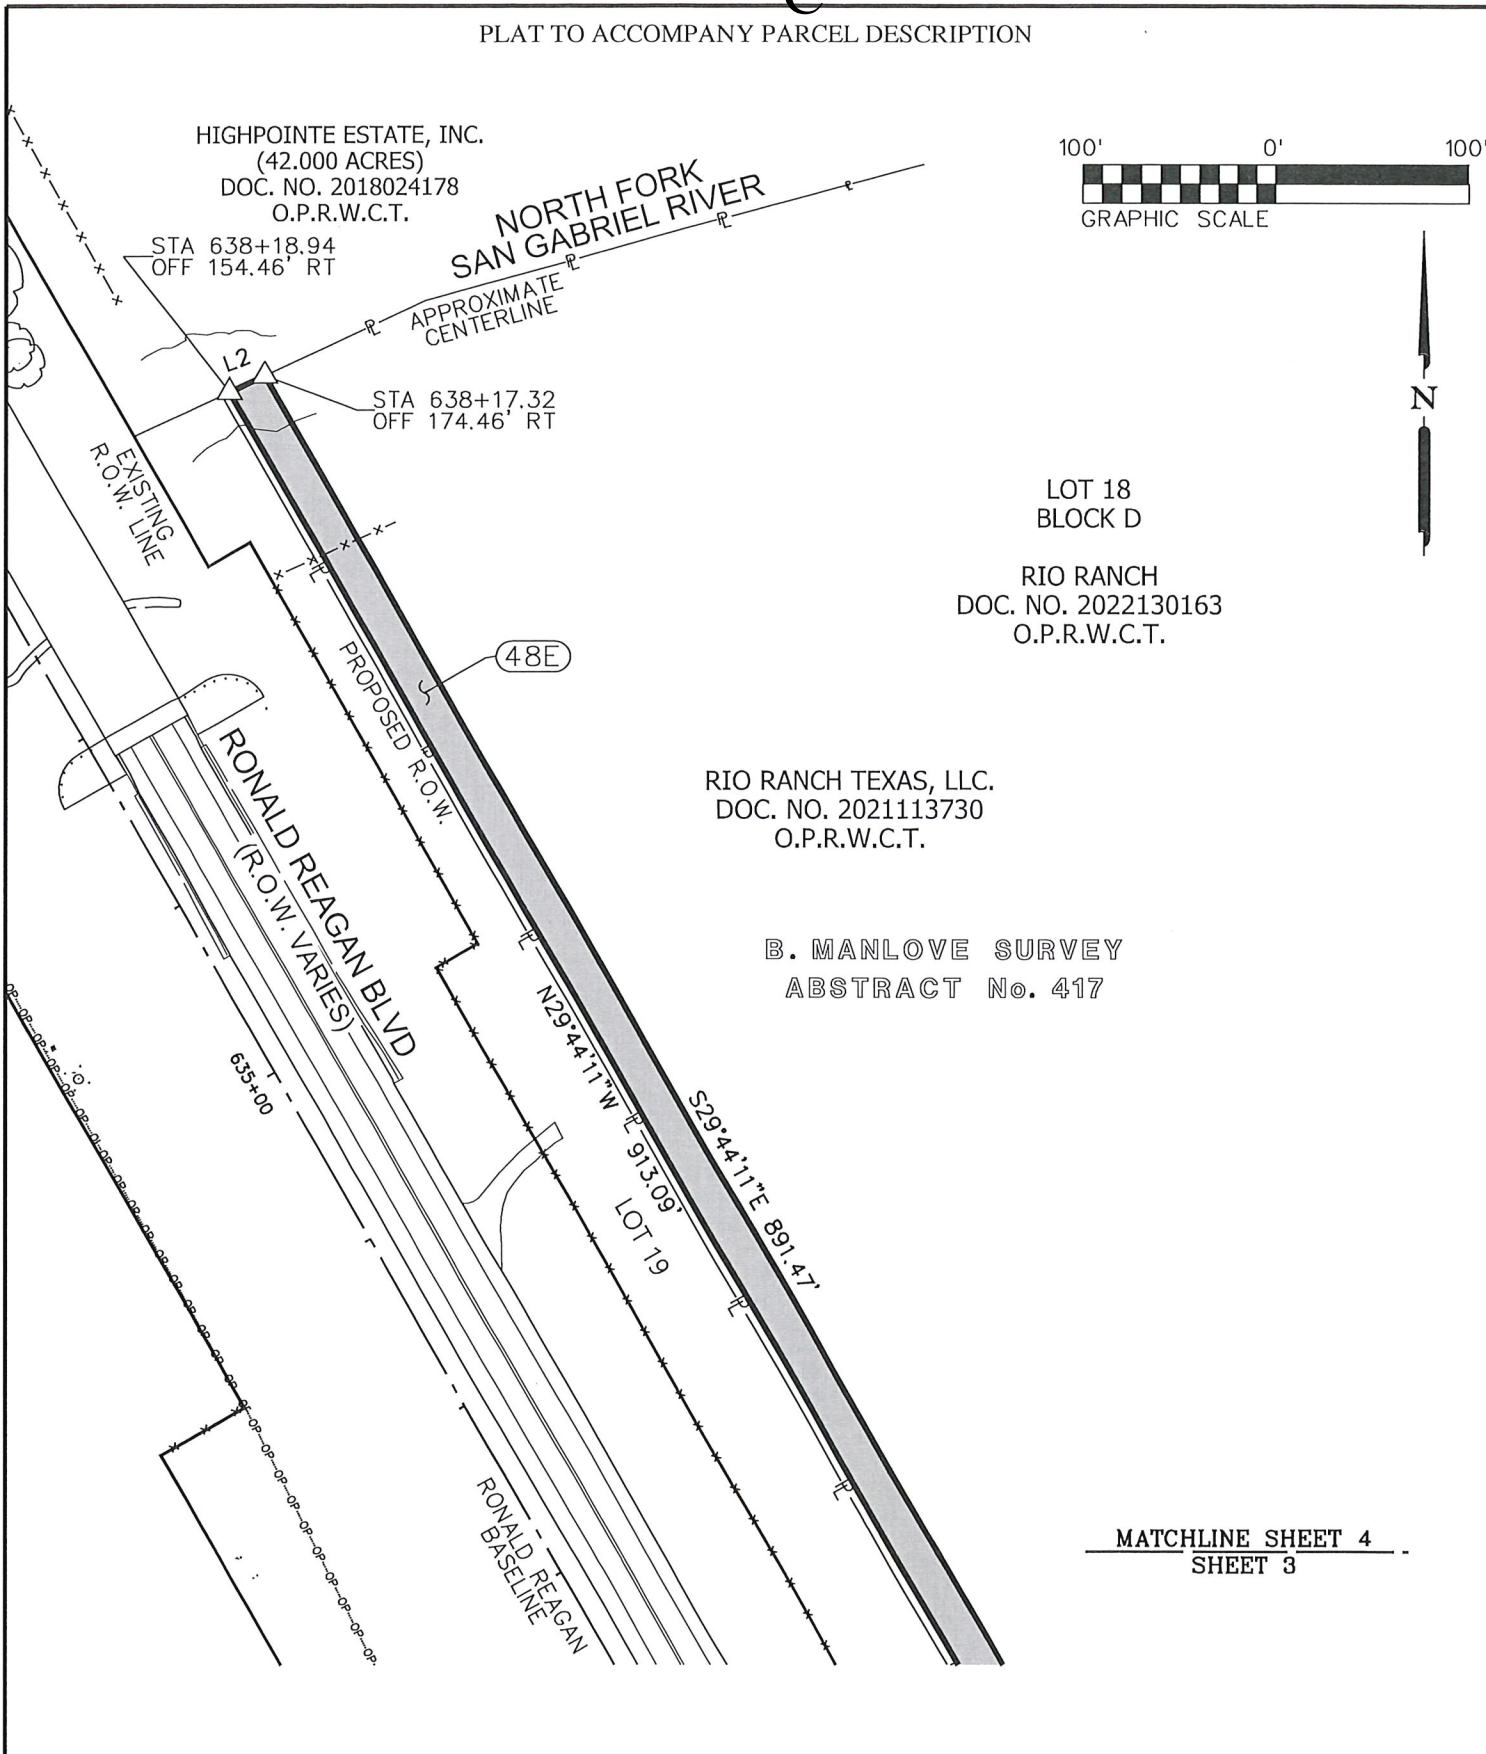 PLAT TO ACCOMPANY PARCEL DESCRIPTION
HIGHPOINTE ESTATE, INC.
(42.000 ACRES)
DOC. NO. 2018024178
O.P.R.W.C.T.
STA 638+18.94
OFF 154.46' RT
NORTH FORK
SAN GABRIEL RIVER
APPROXIMATE
CENTERLINE
100' 0' 100'
GRAPHIC SCALE
N
L2
STA 638+17.32
OFF 174.46' RT
EXISTING
R.O.W. LINE
LOT 18
BLOCK D
RIO RANCH
DOC. NO. 2022130163
O.P.R.W.C.T.
48E
PROPOSED R.O.W.
RONALD REAGAN BLVD
(R.O.W. VARIES)
RIO RANCH TEXAS, LLC.
DOC. NO. 2021113730
O.P.R.W.C.T.
B. MANLOVE SURVEY
ABSTRACT No. 417
635+00
N29°44'11"W 913.09'
S29°44'11"E 891.47'
LOT 19
RONALD REAGAN
BASELINE
MATCHLINE SHEET 4
SHEET 3